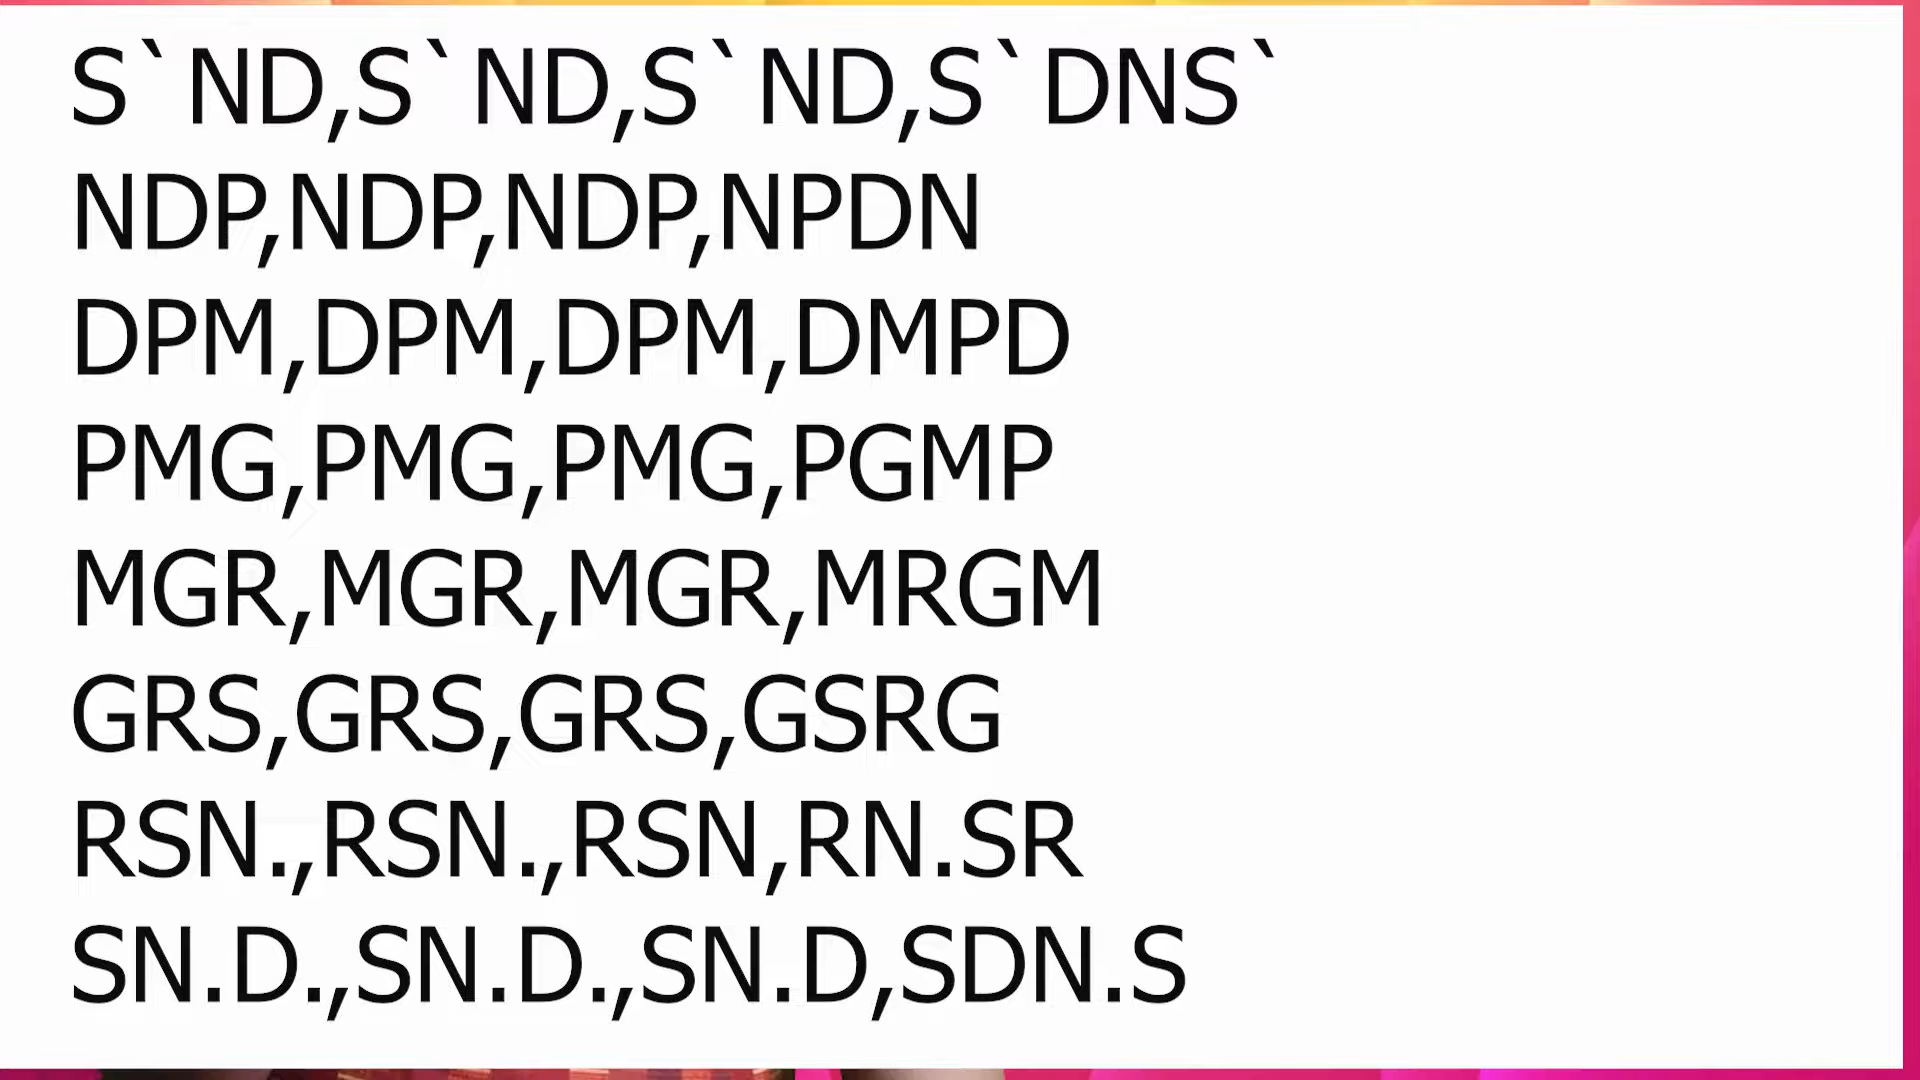 S`ND,S`ND,S`ND,S`DNS`
NDP,NDP,NDP,NPDN
DPM,DPM,DPM,DMPD
PMG,PMG,PMG,PGMP
MGR,MGR,MGR,MRGM
GRS,GRS,GRS,GSRG
RSN.,RSN.,RSN,RN.SR
SN.D.,SN.D.,SN.D,SDN.S